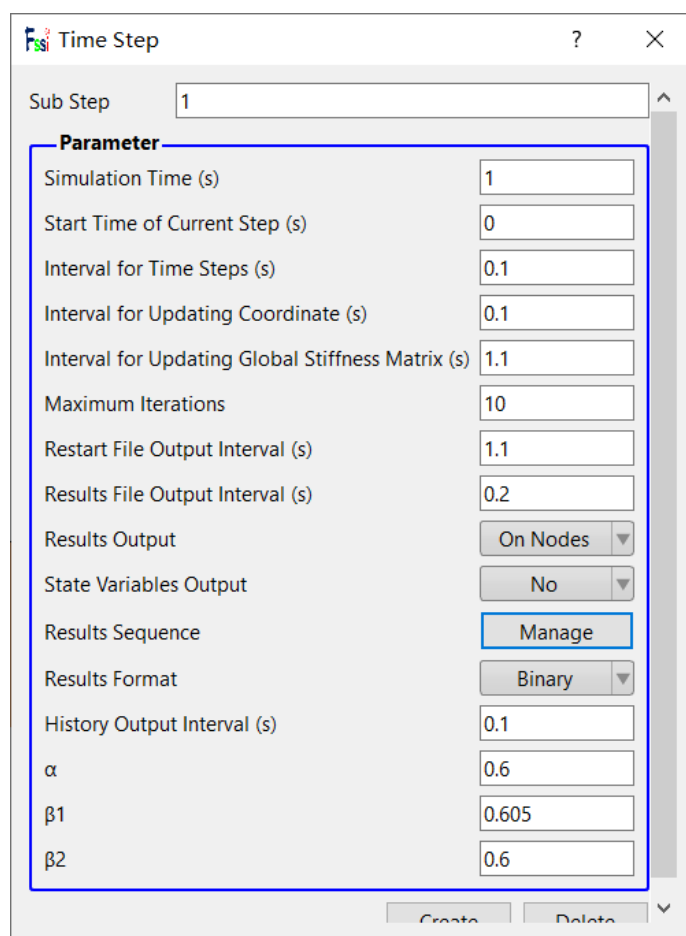 Fssi Time Step ? ×
Sub Step 1
Parameter
Simulation Time (s) 1
Start Time of Current Step (s) 0
Interval for Time Steps (s) 0.1
Interval for Updating Coordinate (s) 0.1
Interval for Updating Global Stiffness Matrix (s) 1.1
Maximum Iterations 10
Restart File Output Interval (s) 1.1
Results File Output Interval (s) 0.2
Results Output On Nodes
State Variables Output No
Results Sequence Manage
Results Format Binary
History Output Interval (s) 0.1
α 0.6
β1 0.605
β2 0.6
Create Delete